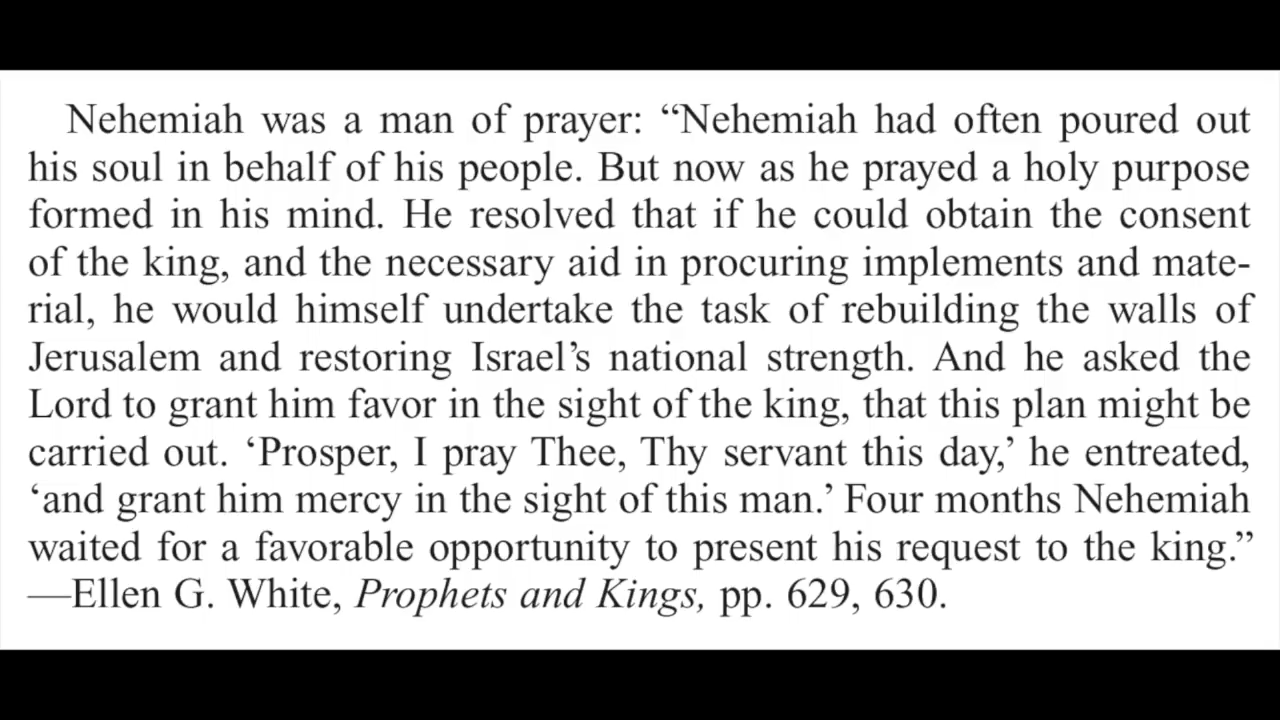 Nehemiah was a man of prayer: “Nehemiah had often poured out
his soul in behalf of his people. But now as he prayed a holy purpose
formed in his mind. He resolved that if he could obtain the consent
of the king, and the necessary aid in procuring implements and mate-
rial, he would himself undertake the task of rebuilding the walls of
Jerusalem and restoring Israel’s national strength. And he asked the
Lord to grant him favor in the sight of the king, that this plan might be
carried out. ‘Prosper, I pray Thee, Thy servant this day,’ he entreated,
‘and grant him mercy in the sight of this man.’ Four months Nehemiah
waited for a favorable opportunity to present his request to the king.”
—Ellen G. White, Prophets and Kings, pp. 629, 630.